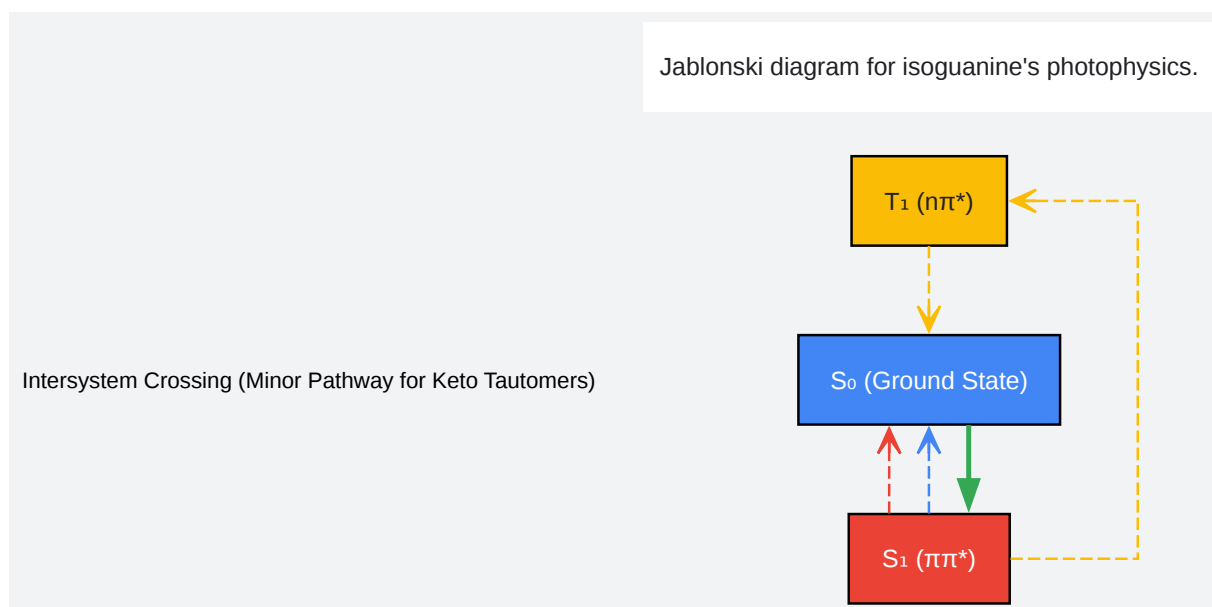 Jablonski diagram for isoguanine's photophysics.
T₁ (nπ*)
Intersystem Crossing (Minor Pathway for Keto Tautomers)
S₀ (Ground State)
S₁ (ππ*)